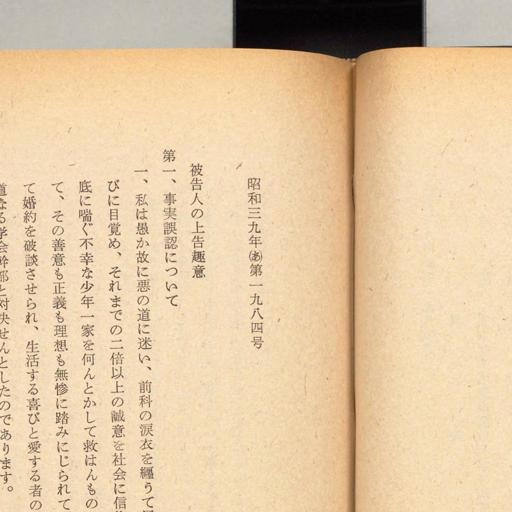 昭和三九年(あ)第一九八四号
被告人の上告趣意
第一、事実誤認について
一、私は愚か故に悪の道に迷い、前科の涙衣を纏うて
びに目覚め、それまでの二倍以上の誠意を社会に信
底に喘ぐ不幸な少年一家を何んとかして救はんもの
て、その善意も正義も理想も無惨に踏みにじられて
て婚約を破談させられ、生活する喜びと愛する者の
道なる学会幹部と対決せんとしたのであります。